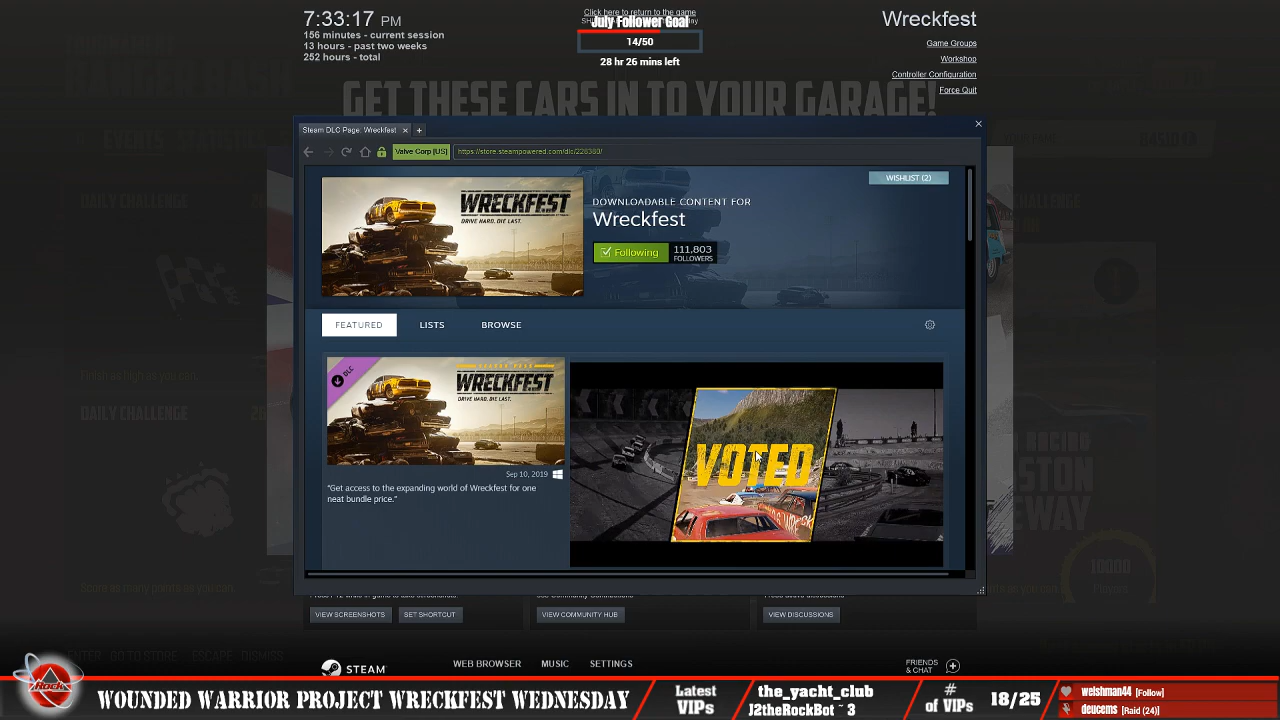 7:33:17 PM
156 minutes - current session
13 hours - past two weeks
252 hours - total
Click here to return to the game
July Follower Goal
14/50
28 hr 26 mins left
Wreckfest
Game Groups
Workshop
Controller Configuration
Force Quit
GET THESE CARS IN TO YOUR GARAGE!
EVENTS
DAILY CHALLENGE
DAILY CHALLENGE
Steam DLC Page: Wreckfest
Valve Corp [US]
https://store.steampowered.com/dlc/228380/
WISHLIST (2)
WRECKFEST
DRIVE HARD. DIE LAST.
DOWNLOADABLE CONTENT FOR
Wreckfest
Following
111,803
FOLLOWERS
FEATURED
LISTS
BROWSE
DLC
WRECKFEST
DRIVE HARD. DIE LAST.
Sep 10, 2019
"Get access to the expanding world of Wreckfest for one
neat bundle price."
VOTED
VIEW SCREENSHOTS
SET SHORTCUT
VIEW COMMUNITY HUB
VIEW DISCUSSIONS
STEAM
WEB BROWSER
MUSIC
SETTINGS
FRIENDS
& CHAT
ROCK
WOUNDED WARRIOR PROJECT WRECKFEST WEDNESDAY
Latest
VIPs
the_yacht_club
J2theRockBot ~ 3
#
of VIPs
18/25
welshman44 [Follow]
deucems [Raid (24)]